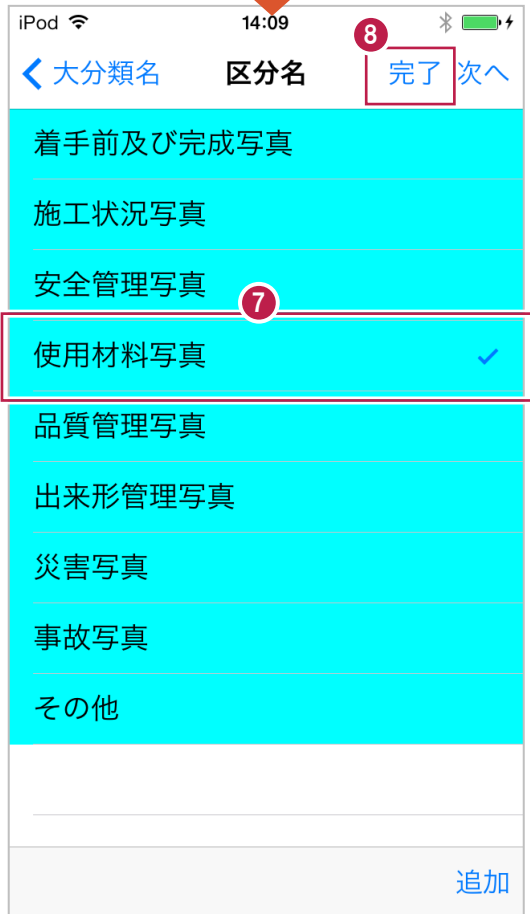 iPod 14:09
8
大分類名 区分名 完了 次へ
着手前及び完成写真
施工状況写真
安全管理写真
7
使用材料写真
品質管理写真
出来形管理写真
災害写真
事故写真
その他
追加